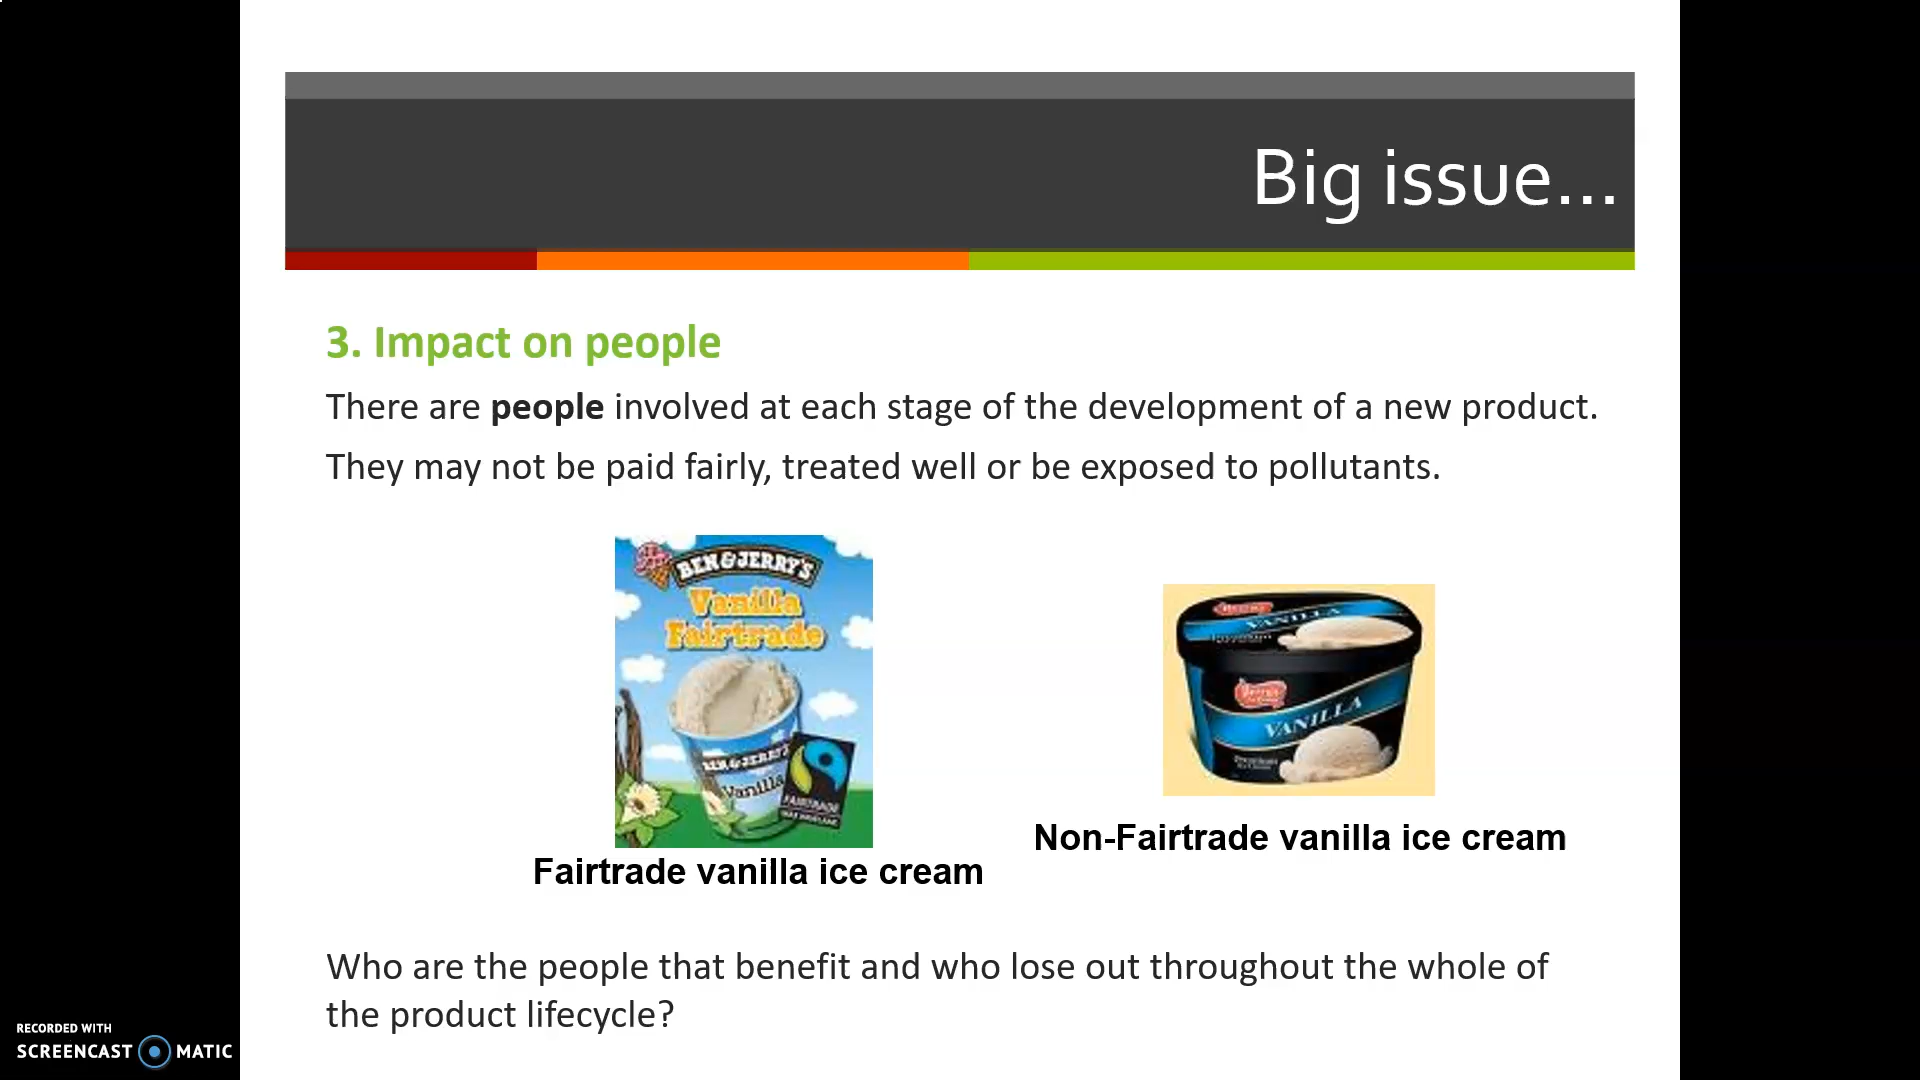 Big issue...
3. Impact on people
There are people involved at each stage of the development of a new product.
They may not be paid fairly, treated well or be exposed to pollutants.
BEN & JERRY'S
Vanilla
Fairtrade
BEN & JERRY'S
Vanilla
FAIRTRADE
VANILLA
VANILLA
Fairtrade vanilla ice cream
Non-Fairtrade vanilla ice cream
Who are the people that benefit and who lose out throughout the whole of
the product lifecycle?
RECORDED WITH
SCREENCAST MATIC